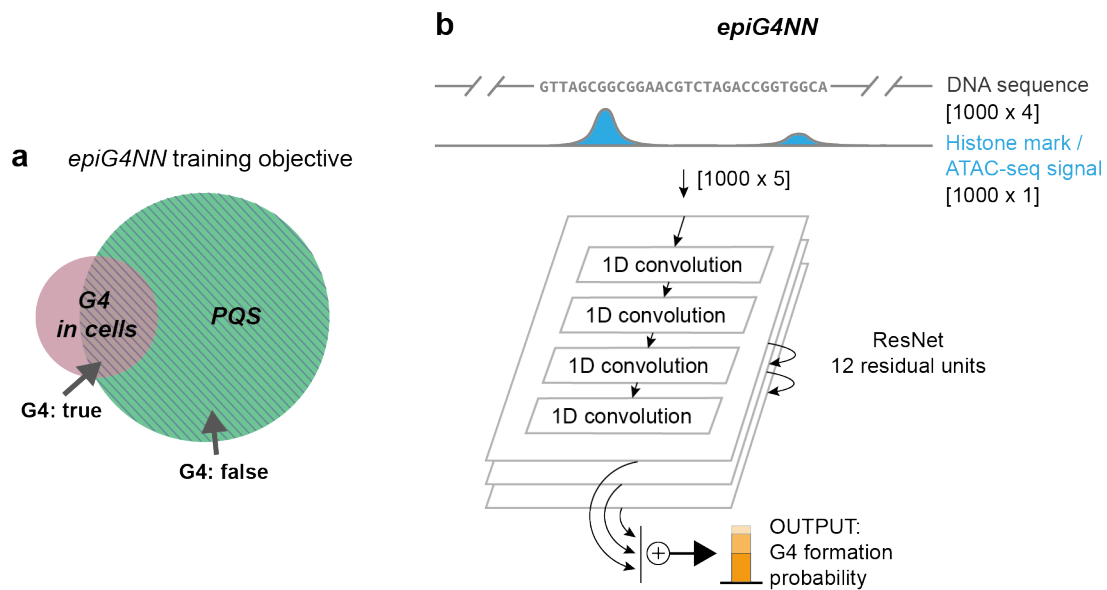 a
epiG4NN training objective
G4
in cells
PQS
G4: true
G4: false
b
epiG4NN
GTTAGCGGCGGAACGTCTAGACCGGTGGCA
DNA sequence
[1000 x 4]
Histone mark /
ATAC-seq signal
[1000 x 1]
[1000 x 5]
1D convolution
1D convolution
1D convolution
1D convolution
ResNet
12 residual units
+
OUTPUT:
G4 formation
probability